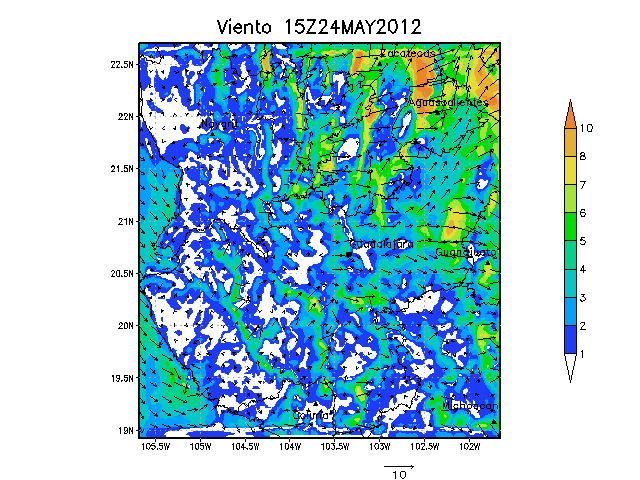 Viento 15Z24MAY2012
22.5N
22N
21.5N
21N
20.5N
20N
19.5N
19N
105.5W 105W 104.5W 104W 103.5W 103W 102.5W 102W
Zacatecas
Aguascalientes
Nayarit
Guadalajara
Guanajuato
Michoacan
Colima
10
8
7
6
5
4
3
2
1
10